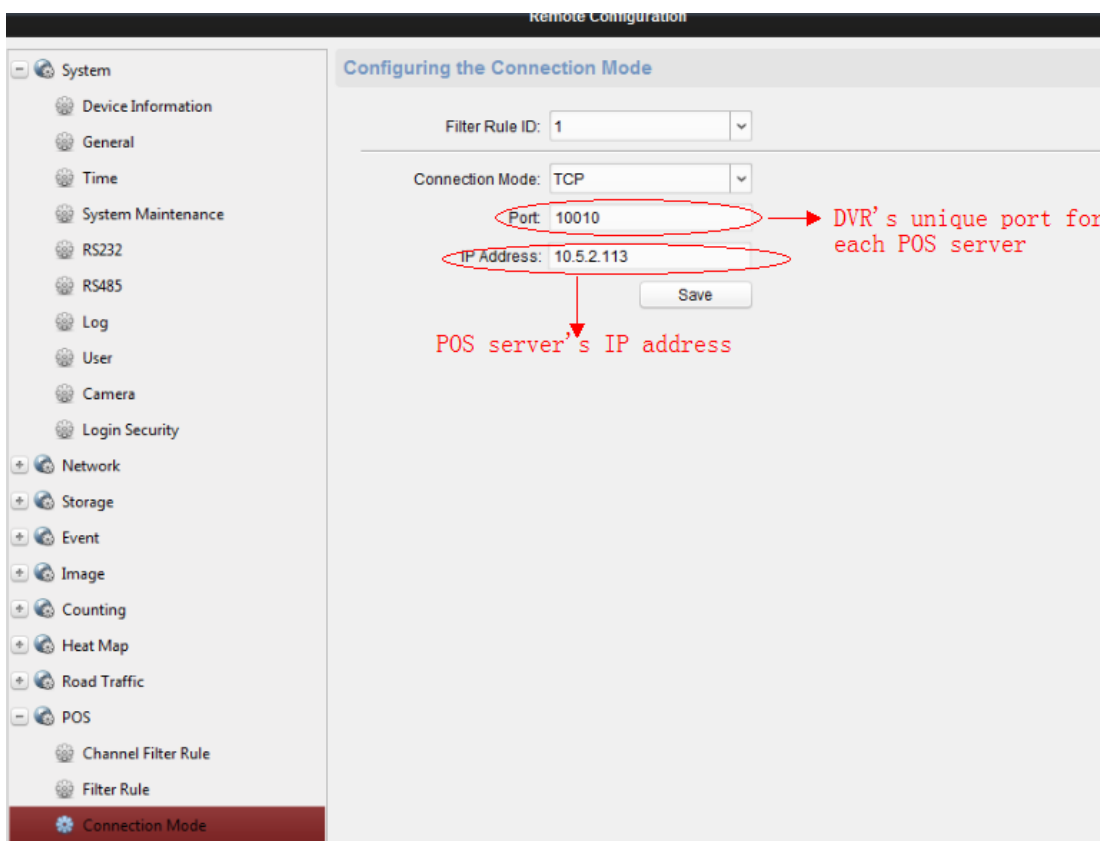 Remote Configuration
System
Device Information
General
Time
System Maintenance
RS232
RS485
Log
User
Camera
Login Security
Network
Storage
Event
Image
Counting
Heat Map
Road Traffic
POS
Channel Filter Rule
Filter Rule
Connection Mode
Configuring the Connection Mode
Filter Rule ID: 1
Connection Mode: TCP
Port: 10010
DVR's unique port for
each POS server
IP Address: 10.5.2.113
Save
POS server's IP address